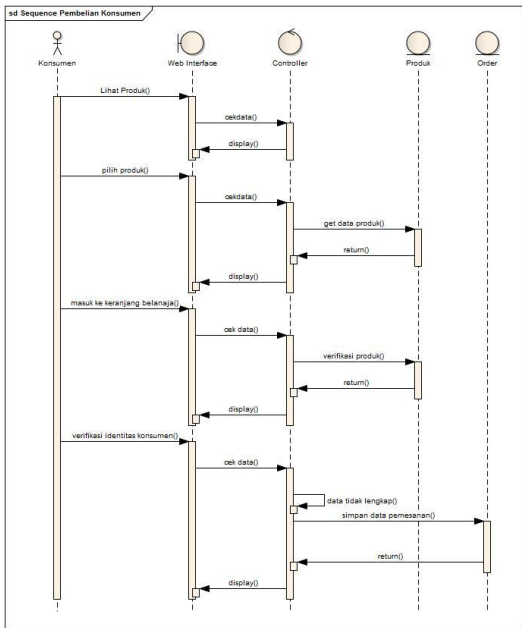 sd Sequence Pembelian Konsumen
Konsumen
Web Interface
Controller
Produk
Order
Lihat Produk()
cekdata()
display()
pilih produk()
cekdata()
get data produk()
return()
display()
masuk ke keranjang belanaja()
cek data()
verifikasi produk()
return()
display()
verifikasi identitas konsumen()
cek data()
data tidak lengkap()
simpan data pemesanan()
return()
display()